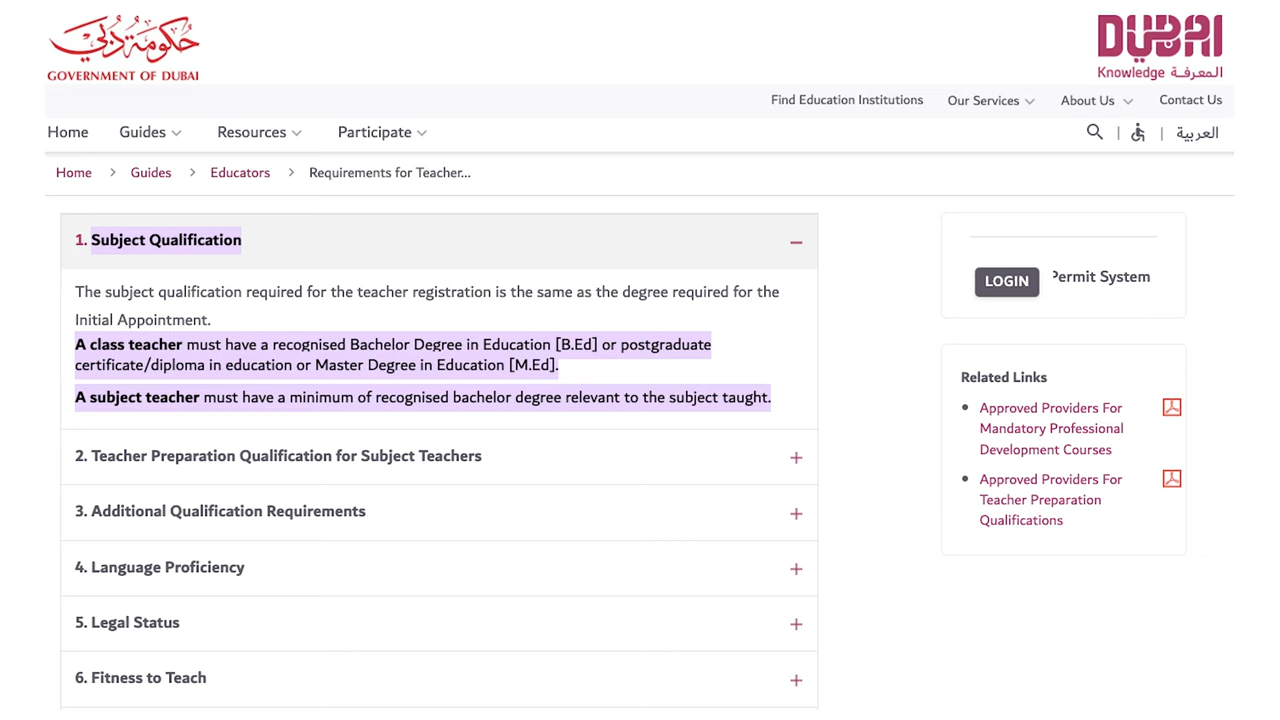 حكومة دبي
GOVERNMENT OF DUBAI
DUBAI
Knowledge المعرفة
Find Education Institutions Our Services About Us Contact Us
Home Guides Resources Participate
العربية
Home > Guides > Educators > Requirements for Teacher...
1. Subject Qualification
The subject qualification required for the teacher registration is the same as the degree required for the
Initial Appointment.
A class teacher must have a recognised Bachelor Degree in Education [B.Ed] or postgraduate
certificate/diploma in education or Master Degree in Education [M.Ed].
A subject teacher must have a minimum of recognised bachelor degree relevant to the subject taught.
2. Teacher Preparation Qualification for Subject Teachers
3. Additional Qualification Requirements
4. Language Proficiency
5. Legal Status
6. Fitness to Teach
LOGIN Permit System
Related Links
Approved Providers For
Mandatory Professional
Development Courses
Approved Providers For
Teacher Preparation
Qualifications